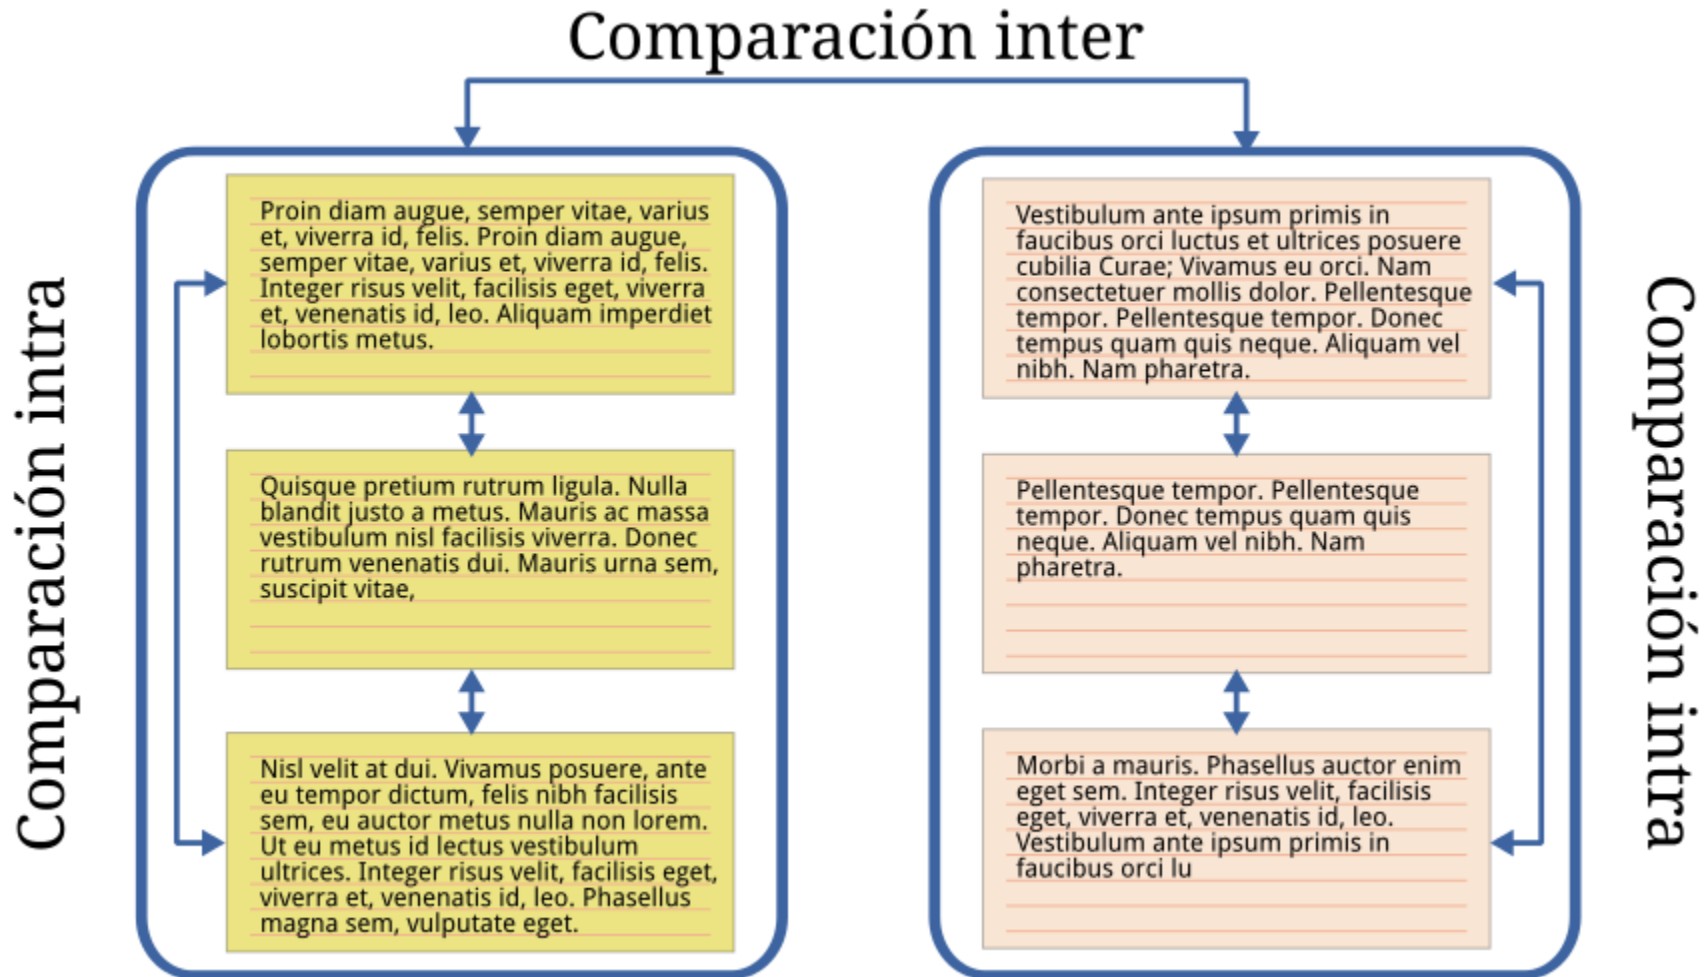 Comparación inter
Comparación intra
Proin diam augue, semper vitae, varius
et, viverra id, felis. Proin diam augue,
semper vitae, varius et, viverra id, felis.
Integer risus velit, facilisis eget, viverra
et, venenatis id, leo. Aliquam imperdiet
lobortis metus.
Quisque pretium rutrum ligula. Nulla
blandit justo a metus. Mauris ac massa
vestibulum nisl facilisis viverra. Donec
rutrum venenatis dui. Mauris urna sem,
suscipit vitae,
Nisl velit at dui. Vivamus posuere, ante
eu tempor dictum, felis nibh facilisis
sem, eu auctor metus nulla non lorem.
Ut eu metus id lectus vestibulum
ultrices. Integer risus velit, facilisis eget,
viverra et, venenatis id, leo. Phasellus
magna sem, vulputate eget.
Vestibulum ante ipsum primis in
faucibus orci luctus et ultrices posuere
cubilia Curae; Vivamus eu orci. Nam
consectetuer mollis dolor. Pellentesque
tempor. Pellentesque tempor. Donec
tempus quam quis neque. Aliquam vel
nibh. Nam pharetra.
Pellentesque tempor. Pellentesque
tempor. Donec tempus quam quis
neque. Aliquam vel nibh. Nam
pharetra.
Morbi a mauris. Phasellus auctor enim
eget sem. Integer risus velit, facilisis
eget, viverra et, venenatis id, leo.
Vestibulum ante ipsum primis in
faucibus orci lu
Comparación intra